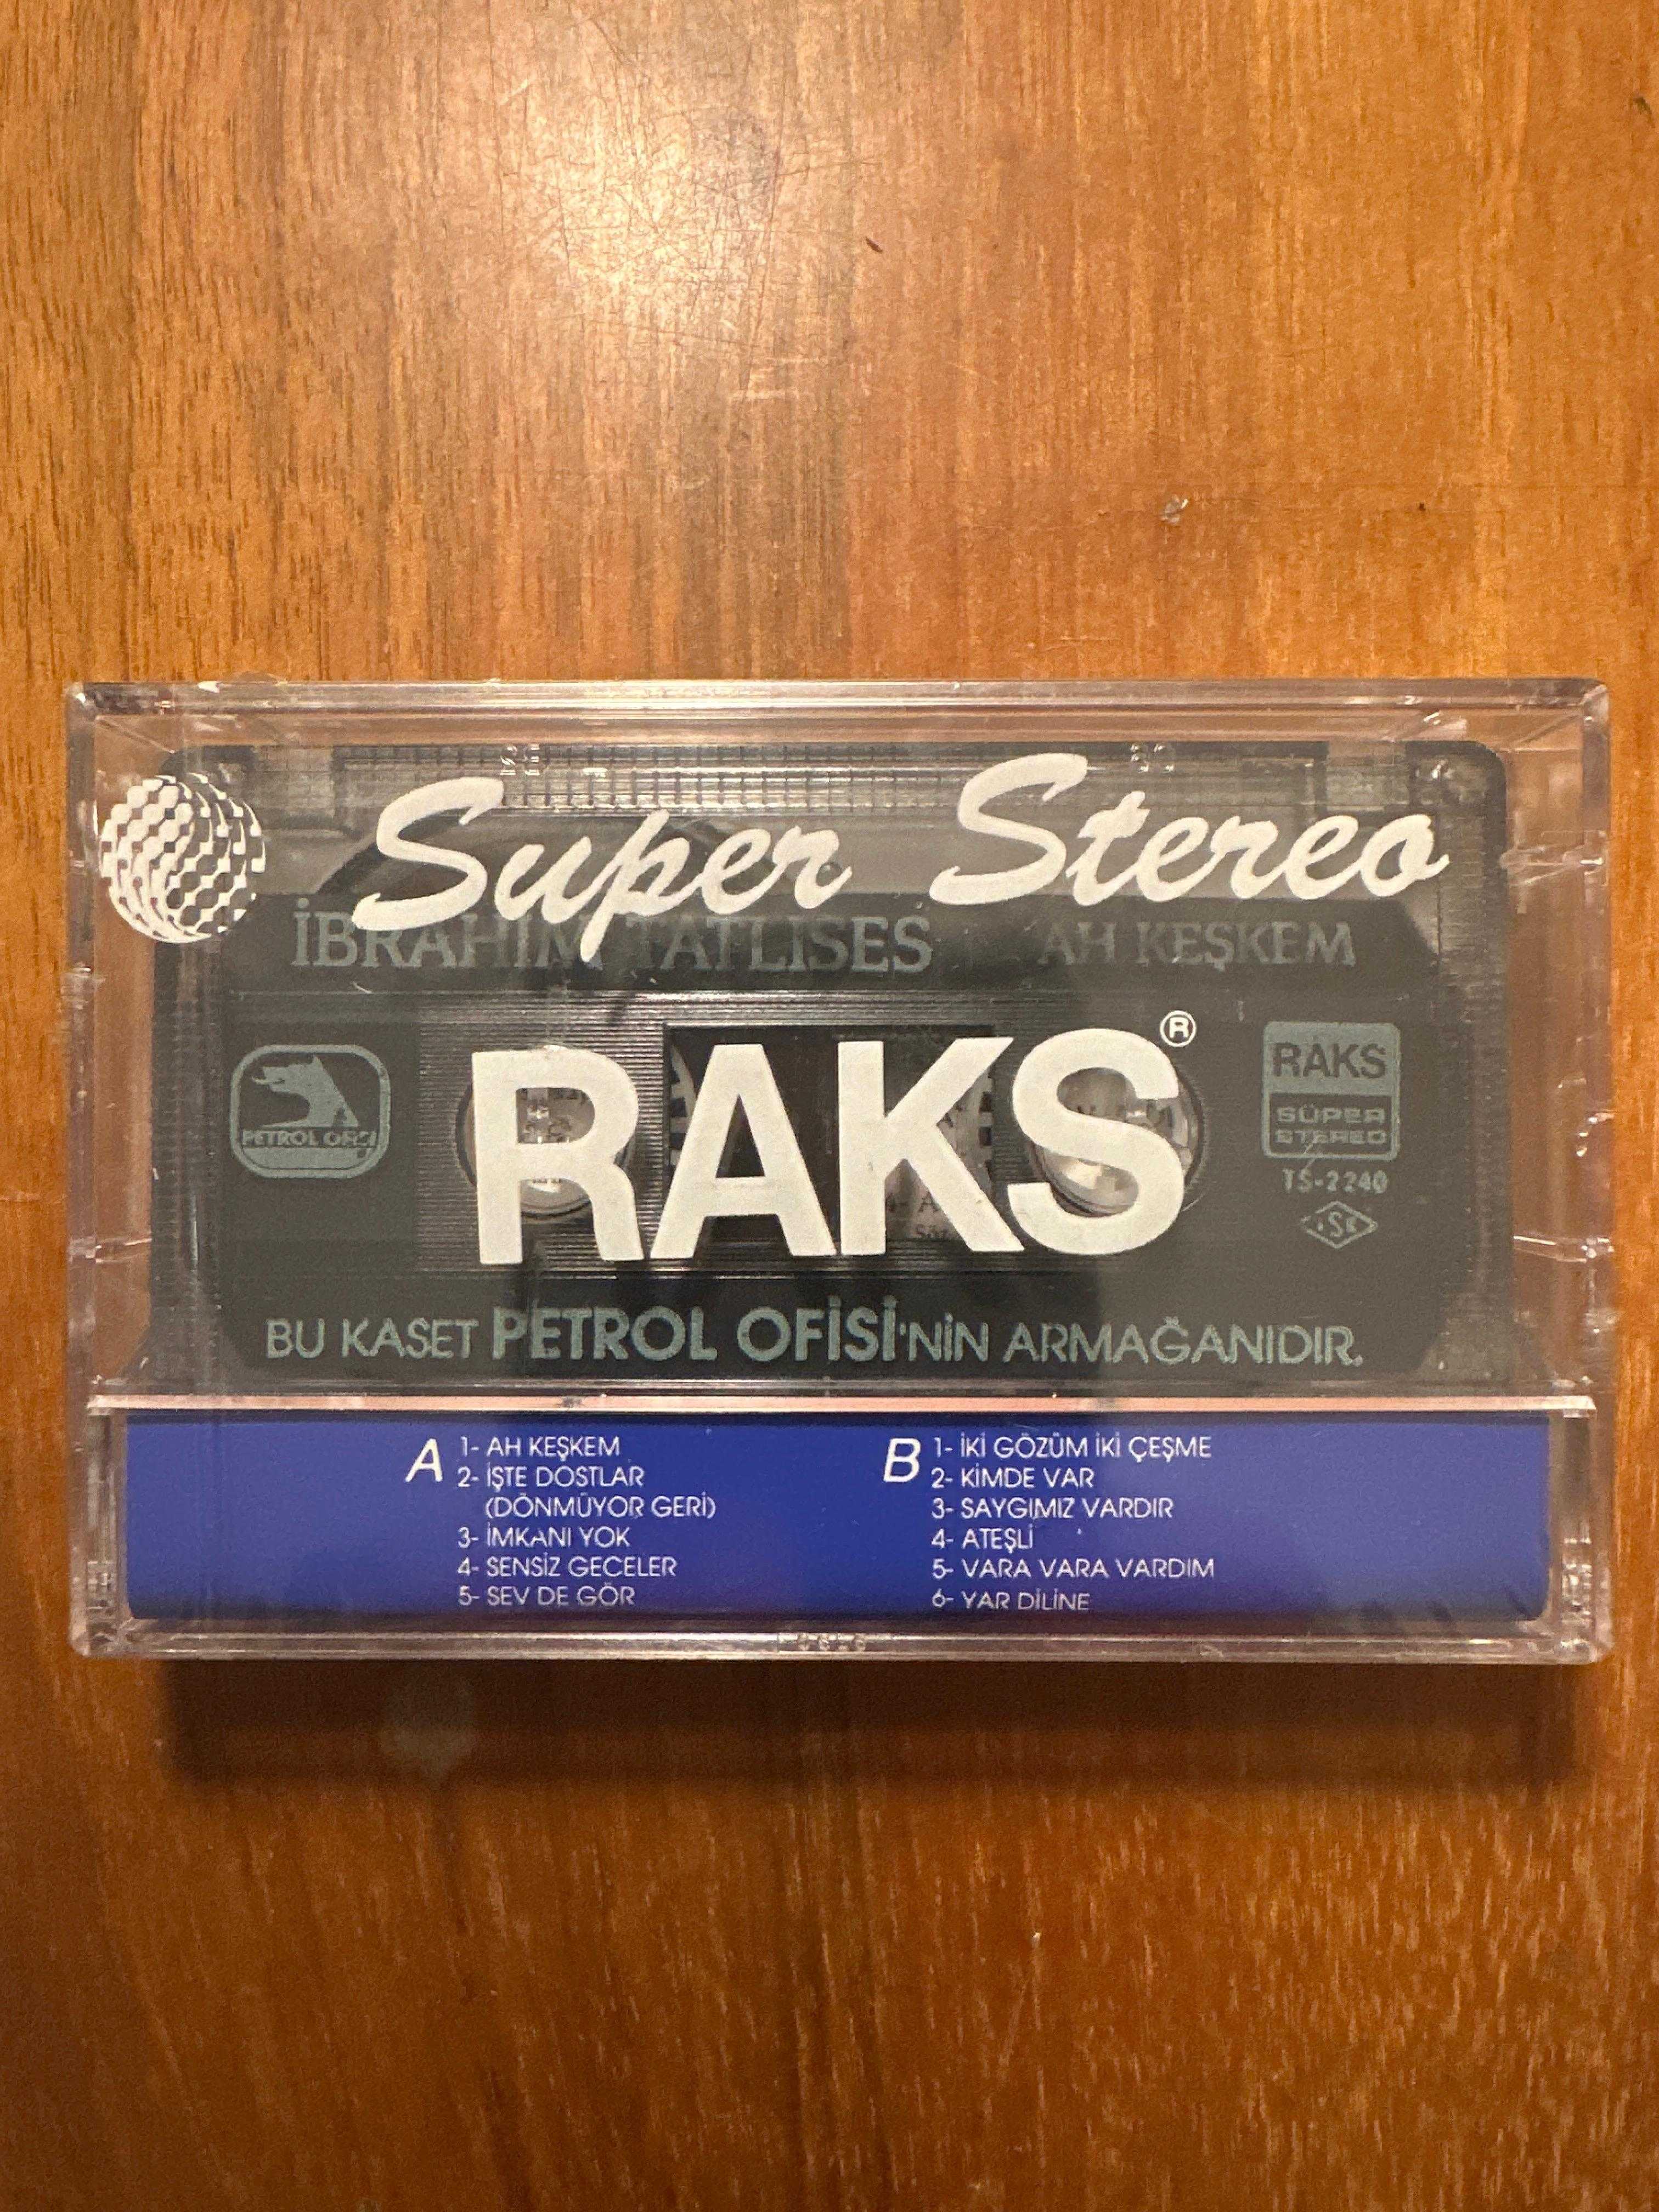 Super Stereo
İBRAHİM TATLISES AH KEŞKEM
RAKS®
PETROL OFİSİ
RAKS
SÜPER
STEREO
TS-2240
BU KASET PETROL OFİSİ'NİN ARMAĞANIDIR.
A 1- AH KEŞKEM
2- İŞTE DOSTLAR
(DÖNMÜYOR GERİ)
3- İMKANI YOK
4- SENSİZ GECELER
5- SEV DE GÖR
B 1- İKİ GÖZÜM İKİ ÇEŞME
2- KİMDE VAR
3- SAYGIMIZ VARDIR
4- ATEŞLİ
5- VARA VARA VARDIM
6- YAR DİLİNE